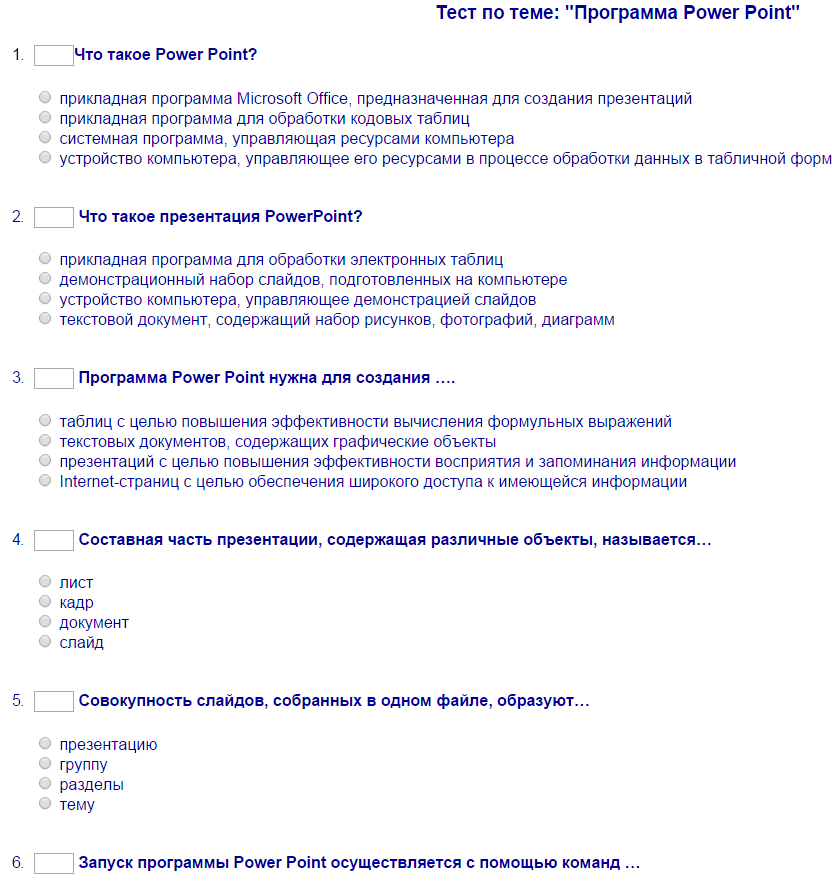 Тест по теме: "Программа Power Point"
1. Что такое Power Point?
прикладная программа Microsoft Office, предназначенная для создания презентаций
прикладная программа для обработки кодовых таблиц
системная программа, управляющая ресурсами компьютера
устройство компьютера, управляющее его ресурсами в процессе обработки данных в табличной форм
2. Что такое презентация PowerPoint?
прикладная программа для обработки электронных таблиц
демонстрационный набор слайдов, подготовленных на компьютере
устройство компьютера, управляющее демонстрацией слайдов
текстовой документ, содержащий набор рисунков, фотографий, диаграмм
3. Программа Power Point нужна для создания ….
таблиц с целью повышения эффективности вычисления формульных выражений
текстовых документов, содержащих графические объекты
презентаций с целью повышения эффективности восприятия и запоминания информации
Internet-страниц с целью обеспечения широкого доступа к имеющейся информации
4. Составная часть презентации, содержащая различные объекты, называется…
лист
кадр
документ
слайд
5. Совокупность слайдов, собранных в одном файле, образуют…
презентацию
группу
разделы
тему
6. Запуск программы Power Point осуществляется с помощью команд …